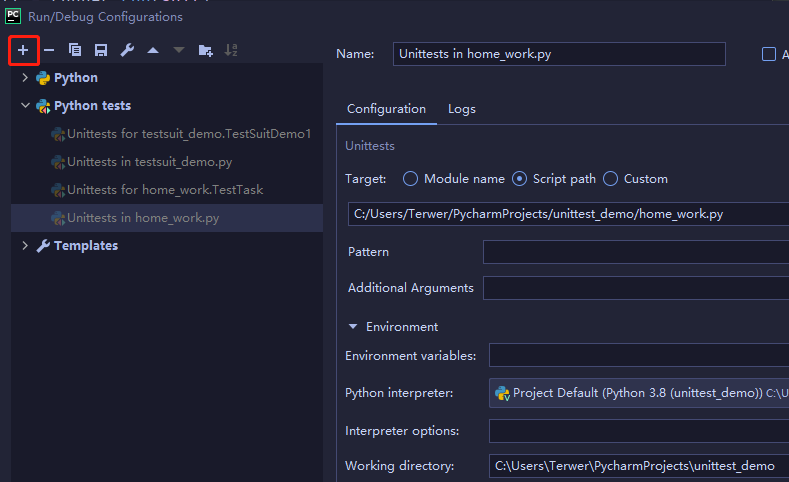 PC Run/Debug Configurations
Name: Unittests in home_work.py
Python
Python tests
Unittests for testsuit_demo.TestSuitDemo1
Unittests in testsuit_demo.py
Unittests for home_work.TestTask
Unittests in home_work.py
Templates
Configuration Logs
Unittests
Target: Module name Script path Custom
C:/Users/Terwer/PycharmProjects/unittest_demo/home_work.py
Pattern
Additional Arguments
Environment
Environment variables:
Python interpreter: Project Default (Python 3.8 (unittest_demo)) C:\U
Interpreter options:
Working directory: C:\Users\Terwer\PycharmProjects\unittest_demo